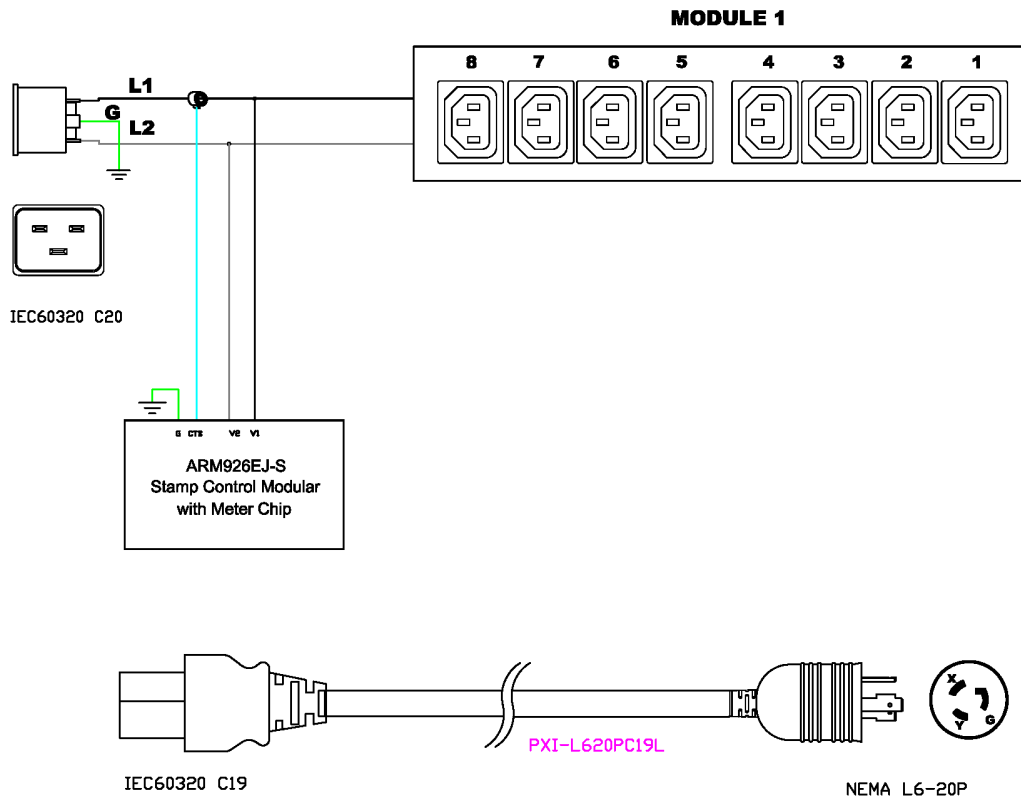 MODULE 1
8 7 6 5 4 3 2 1
L1
G
L2
IEC60320 C20
G CTS V2 V1
ARM926EJ-S
Stamp Control Modular
with Meter Chip
X
Y G
PXI-L620PC19L
IEC60320 C19
NEMA L6-20P